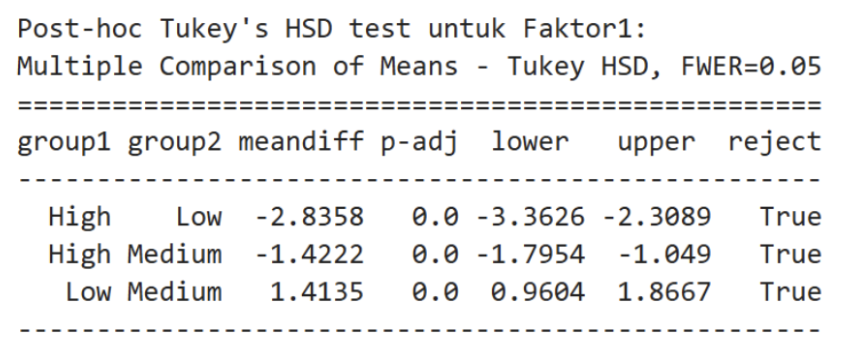 Post-hoc Tukey's HSD test untuk Faktor1:
Multiple Comparison of Means - Tukey HSD, FWER=0.05
===================================================
group1 group2 meandiff p-adj  lower   upper  reject
---------------------------------------------------
  High    Low  -2.8358   0.0 -3.3626 -2.3089   True
  High Medium  -1.4222   0.0 -1.7954  -1.049   True
   Low Medium   1.4135   0.0  0.9604  1.8667   True
---------------------------------------------------